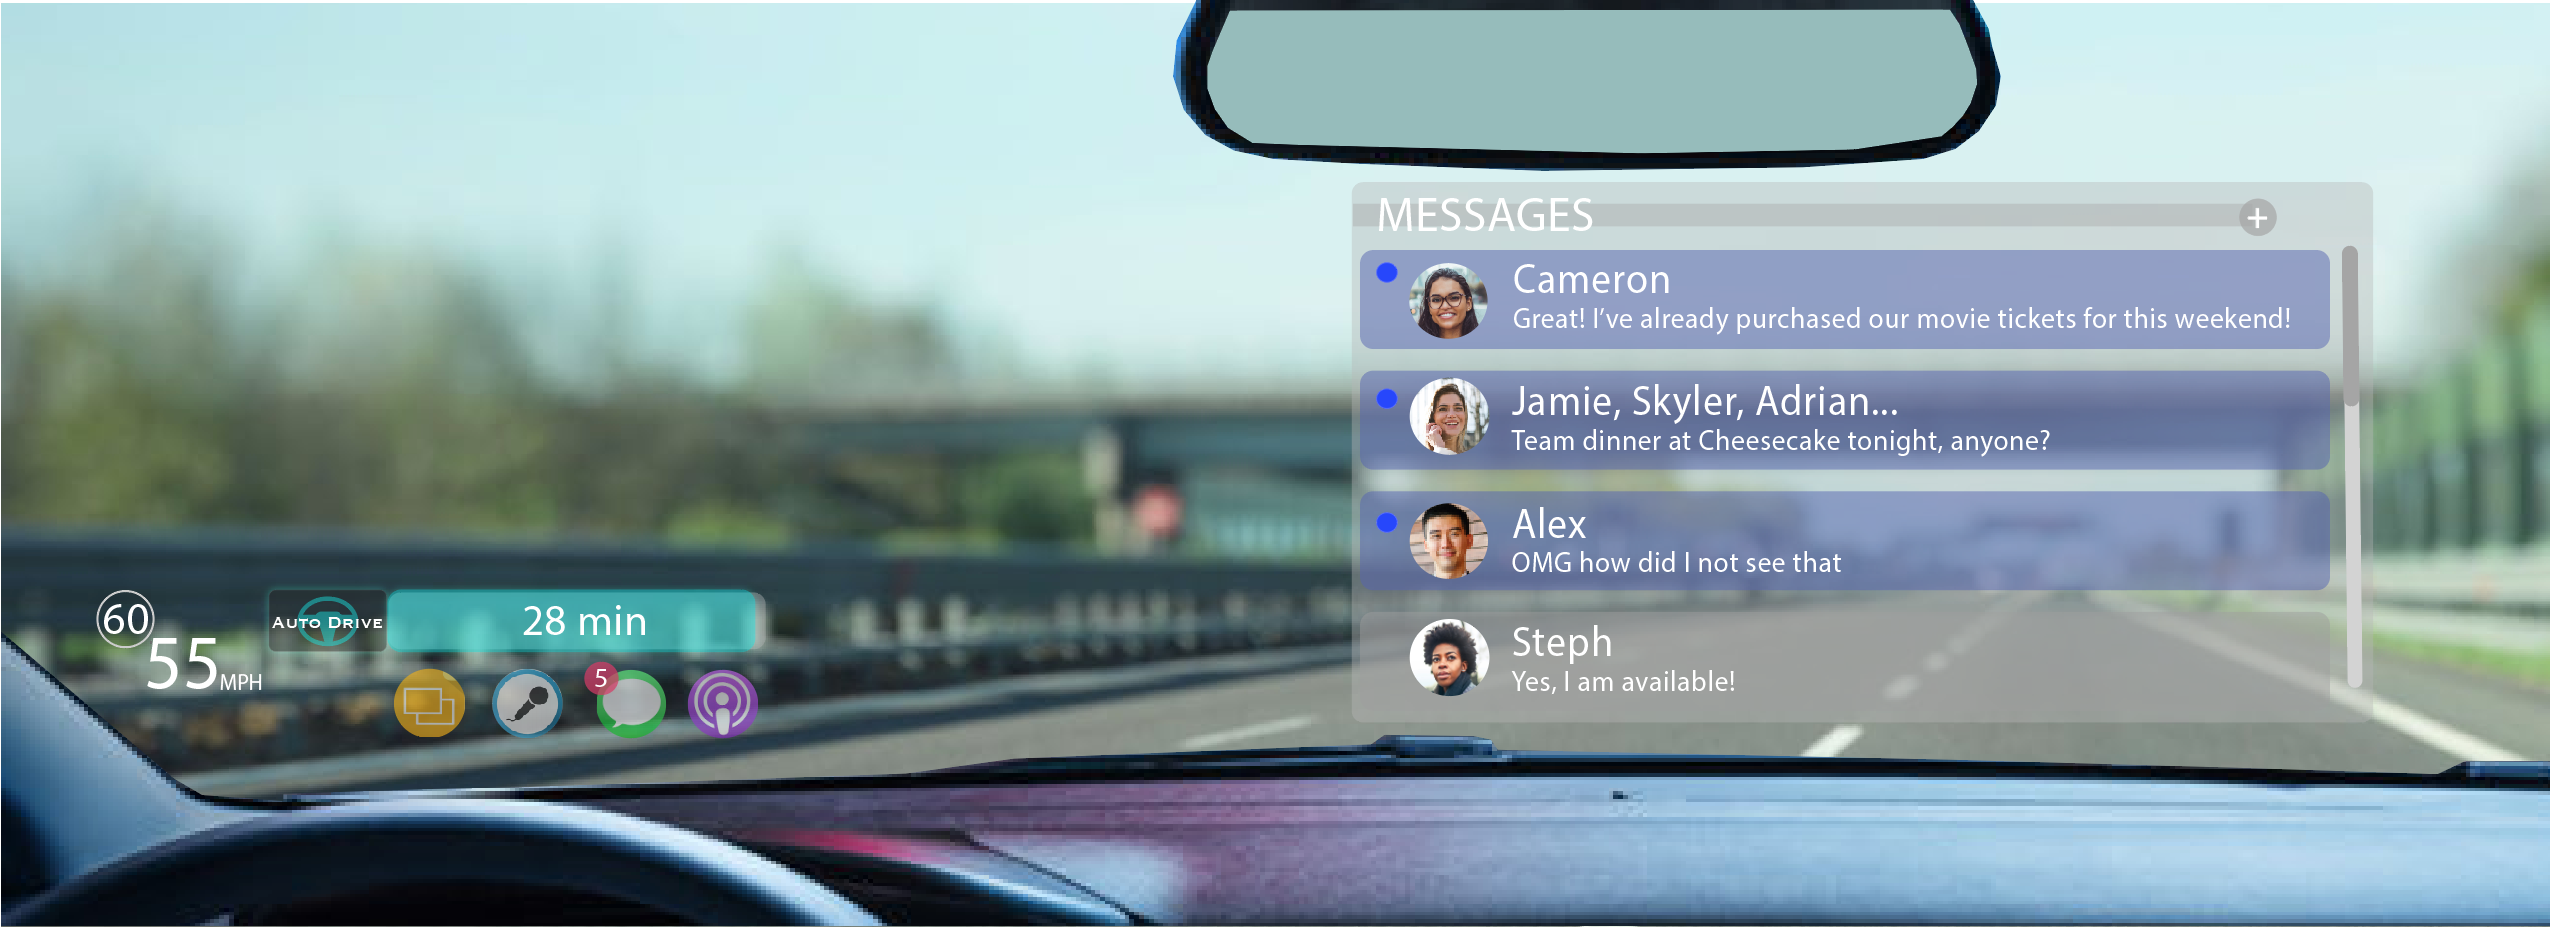 MESSAGES
+
Cameron
Great! I’ve already purchased our movie tickets for this weekend!
Jamie, Skyler, Adrian...
Team dinner at Cheesecake tonight, anyone?
Alex
OMG how did I not see that
Steph
Yes, I am available!
60
55 MPH
AUTO DRIVE
28 min
5